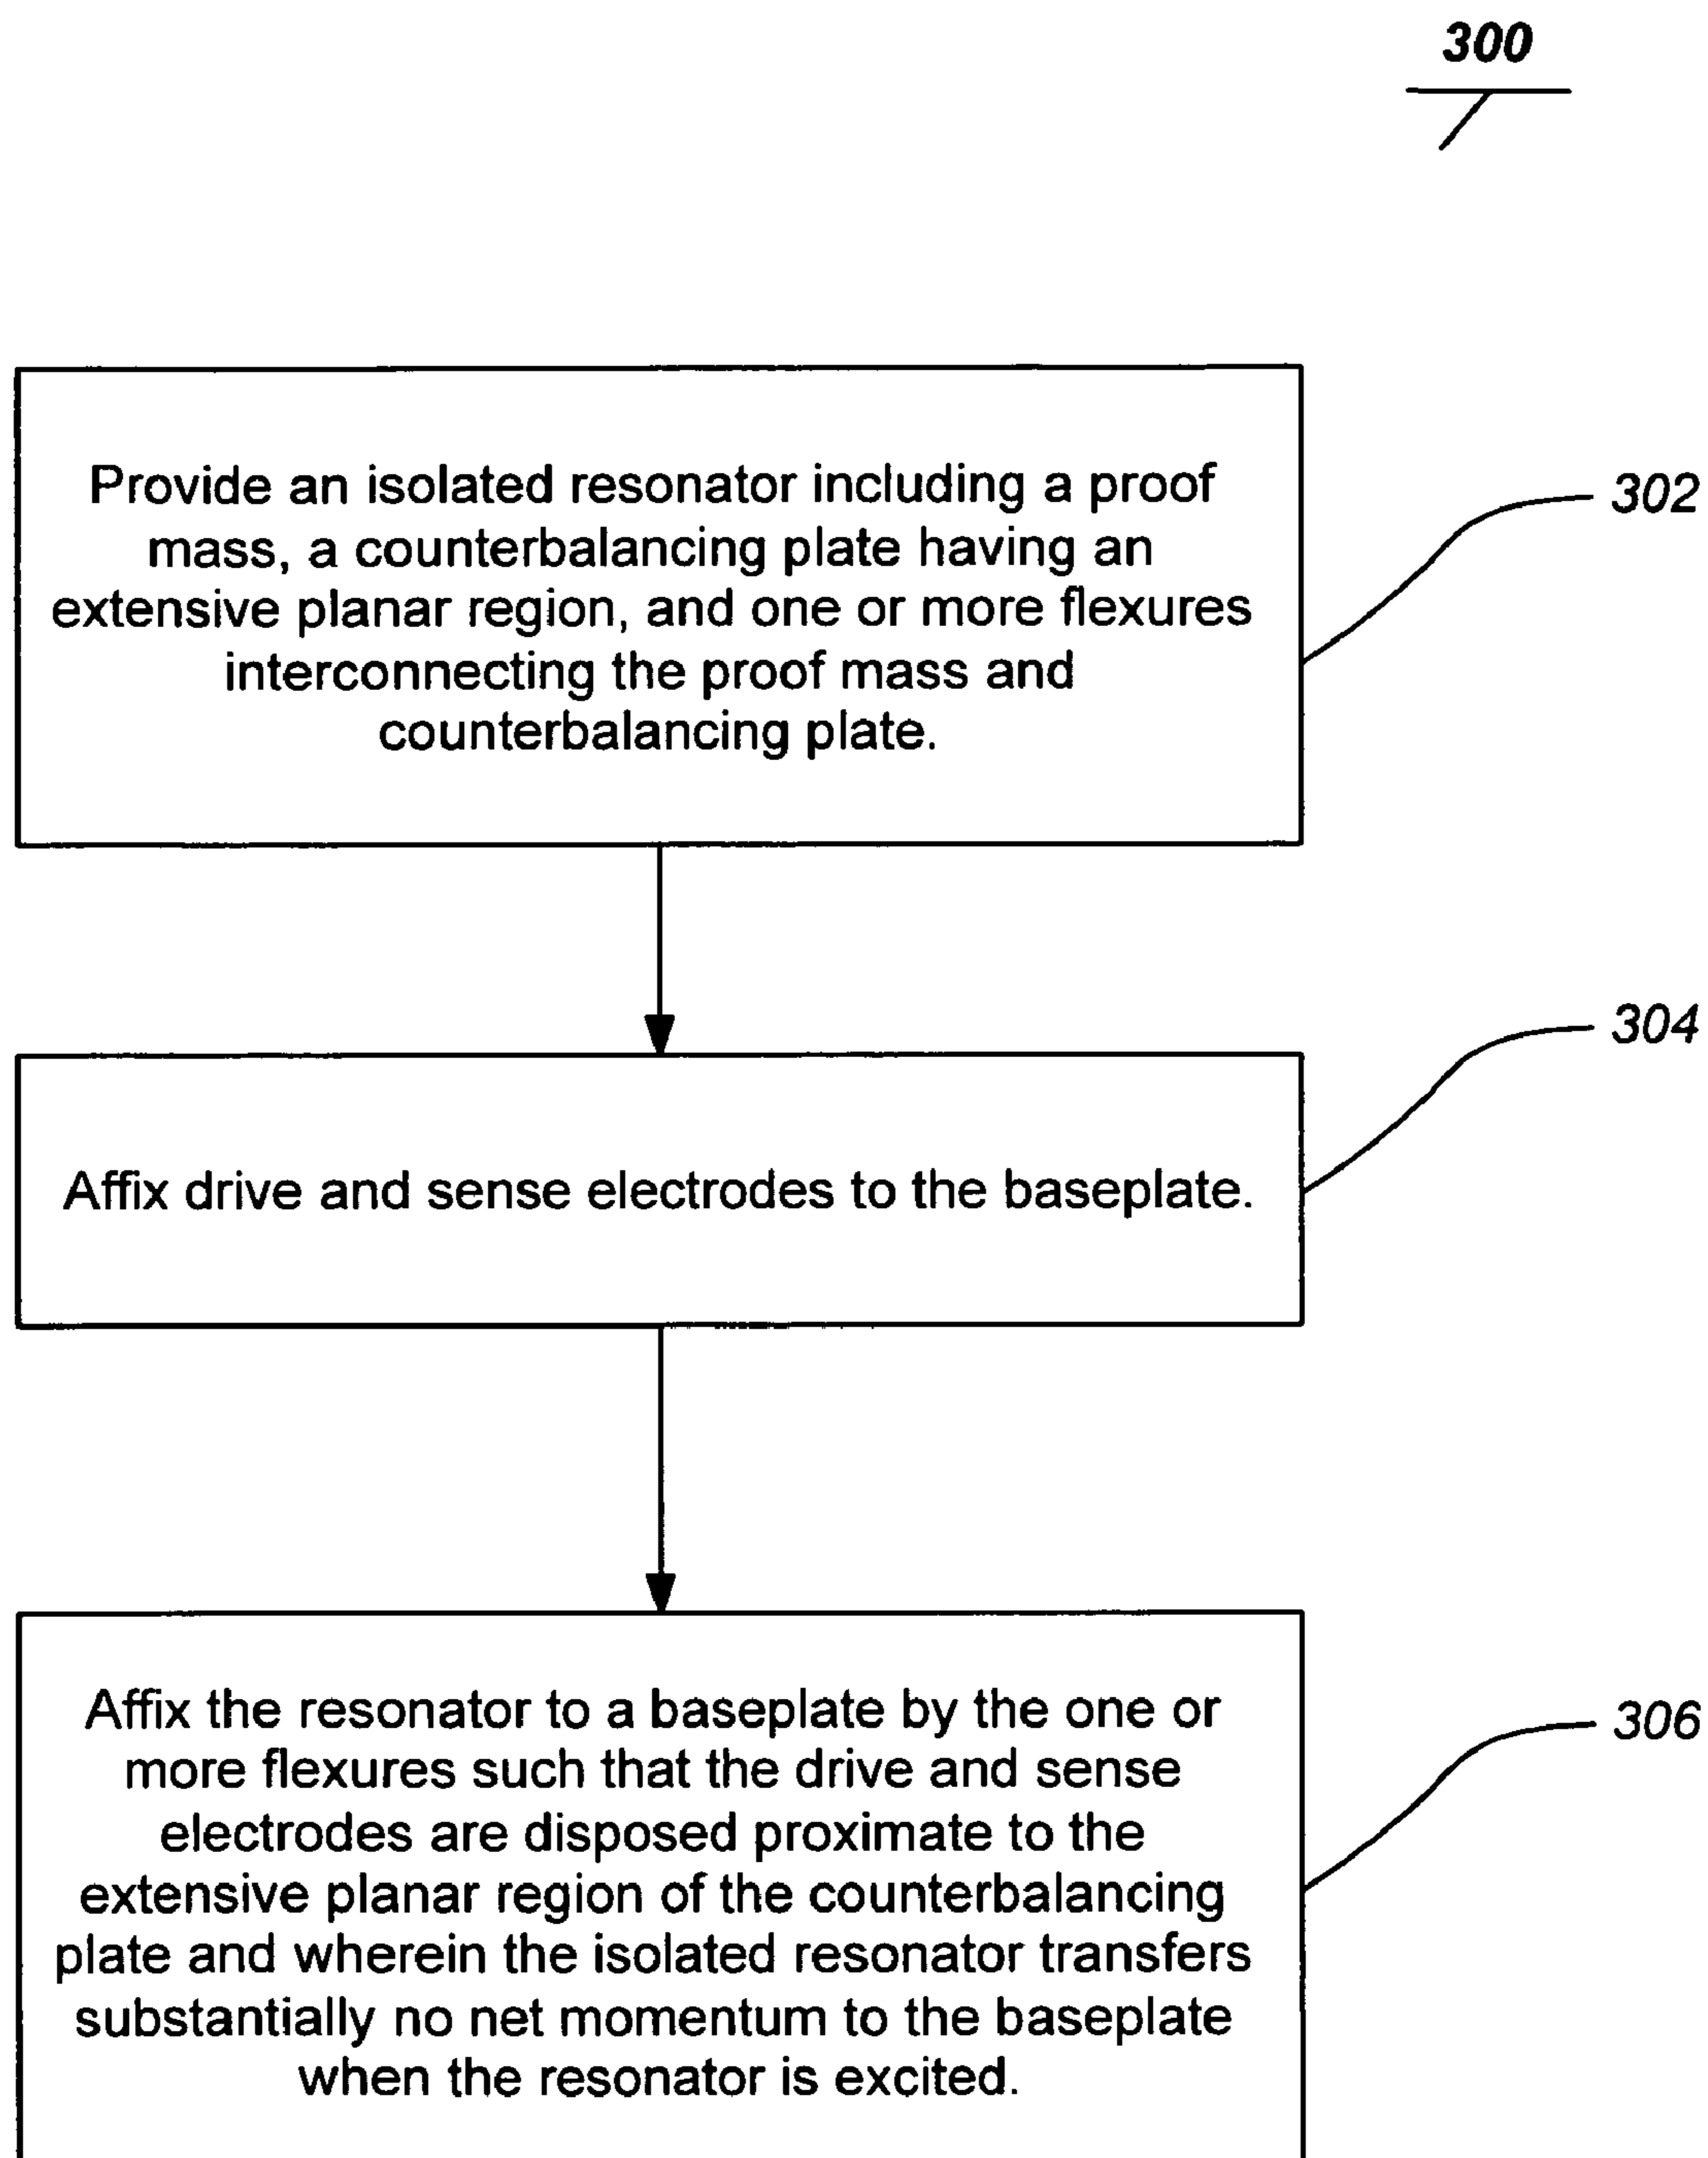 300
Provide an isolated resonator including a proof
mass, a counterbalancing plate having an
extensive planar region, and one or more flexures
interconnecting the proof mass and
counterbalancing plate.
302
304
Affix drive and sense electrodes to the baseplate.
Affix the resonator to a baseplate by the one or
more flexures such that the drive and sense
electrodes are disposed proximate to the
extensive planar region of the counterbalancing
plate and wherein the isolated resonator transfers
substantially no net momentum to the baseplate
when the resonator is excited.
306